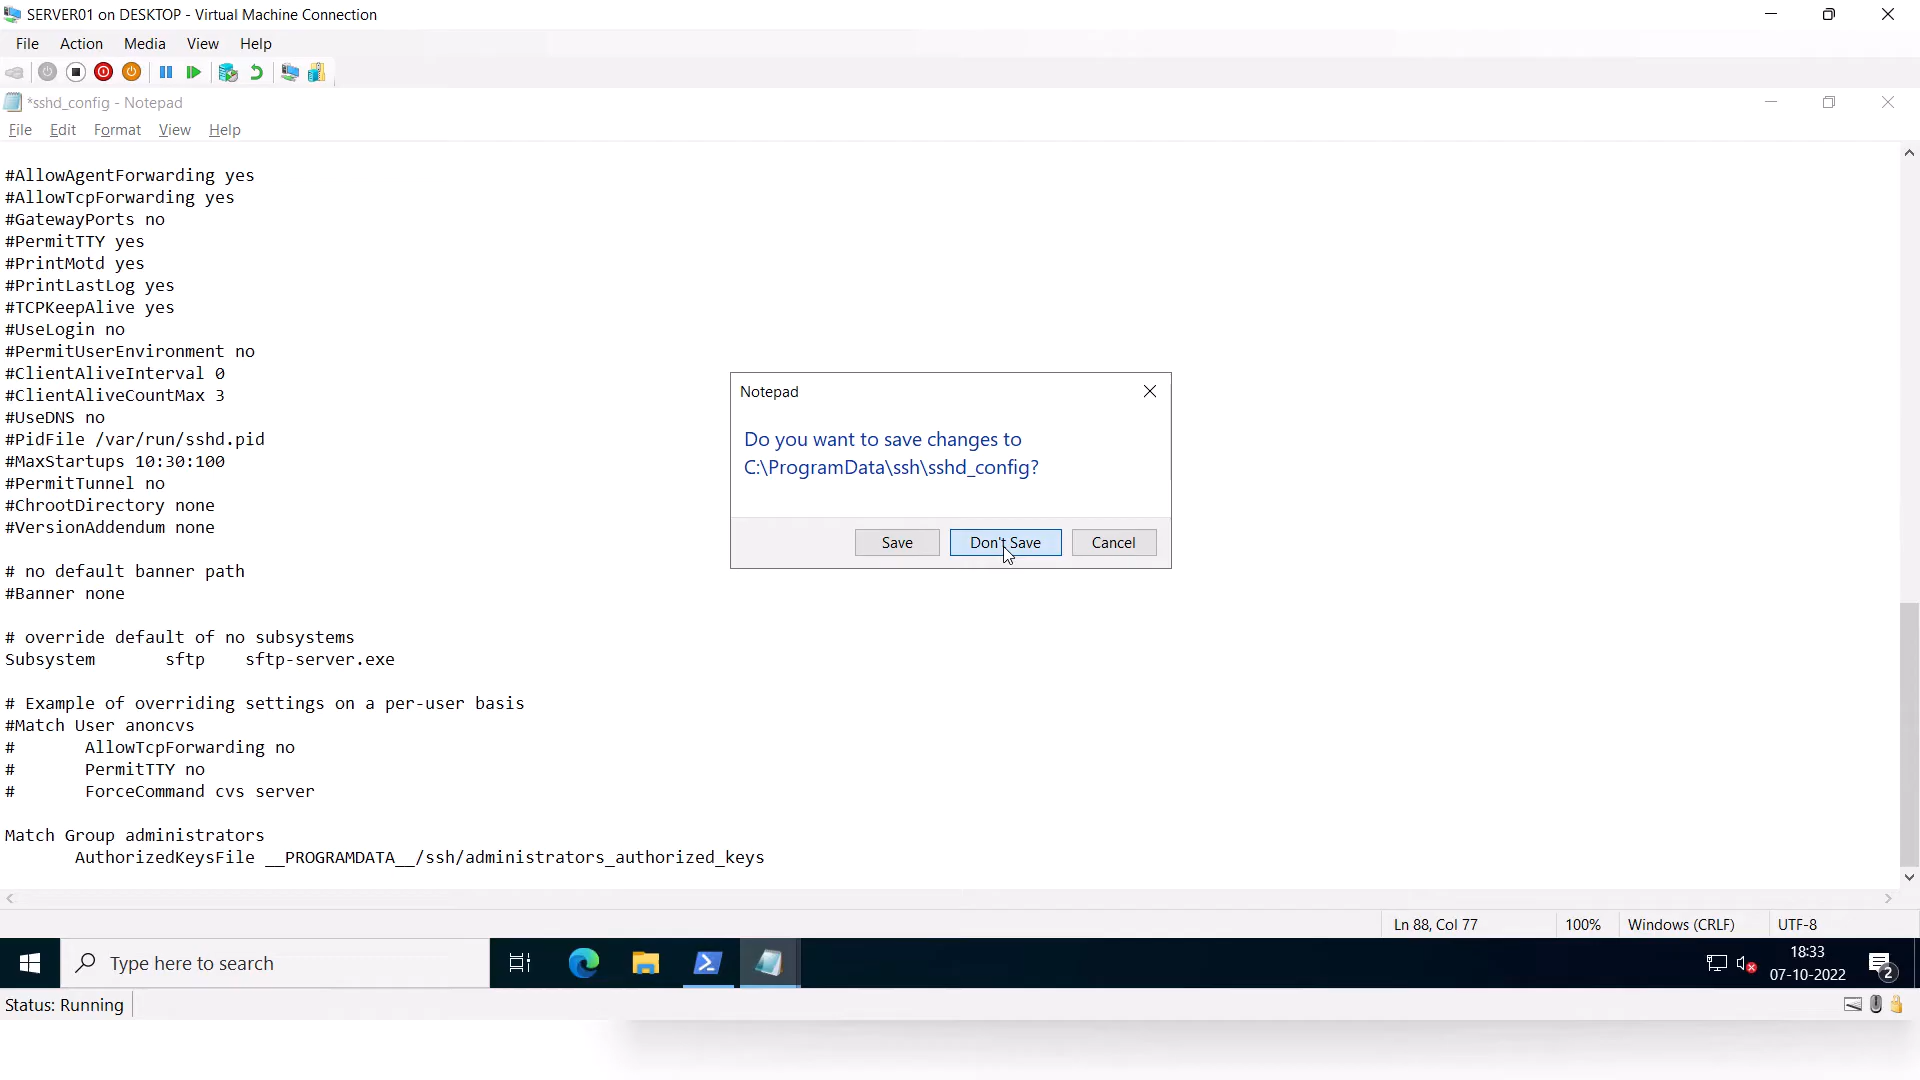 SERVER01 on DESKTOP - Virtual Machine Connection
File Action Media View Help
*sshd_config - Notepad
File Edit Format View Help
#AllowAgentForwarding yes
#AllowTcpForwarding yes
#GatewayPorts no
#PermitTTY yes
#PrintMotd yes
#PrintLastLog yes
#TCPKeepAlive yes
#UseLogin no
#PermitUserEnvironment no
#ClientAliveInterval 0
#ClientAliveCountMax 3
#UseDNS no
#PidFile /var/run/sshd.pid
#MaxStartups 10:30:100
#PermitTunnel no
#ChrootDirectory none
#VersionAddendum none
# no default banner path
#Banner none
# override default of no subsystems
Subsystem sftp sftp-server.exe
# Example of overriding settings on a per-user basis
#Match User anoncvs
# AllowTcpForwarding no
# PermitTTY no
# ForceCommand cvs server
Match Group administrators
AuthorizedKeysFile __PROGRAMDATA__/ssh/administrators_authorized_keys
Notepad
Do you want to save changes to
C:\ProgramData\ssh\sshd_config?
Save Don't Save Cancel
Ln 88, Col 77 100% Windows (CRLF) UTF-8
Type here to search
18:33
07-10-2022
2
Status: Running